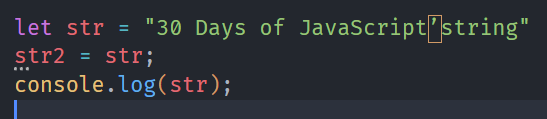 let str = "30 Days of JavaScript’string"
str2 = str;
console.log(str);